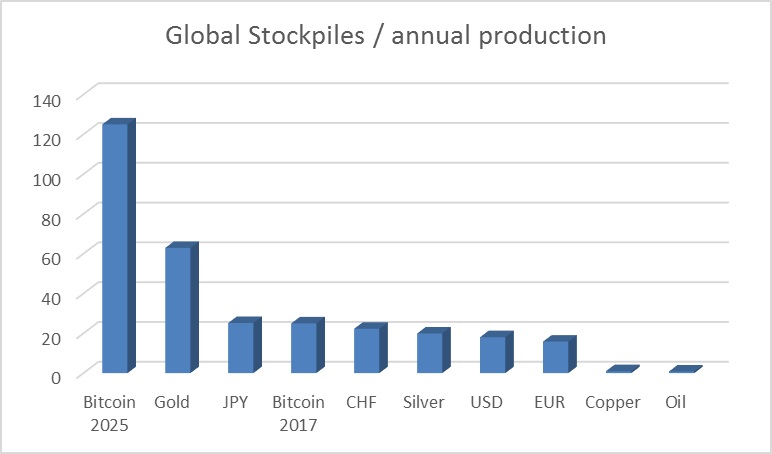 Global Stockpiles / annual production
140
120
100
80
60
40
20
0
Bitcoin 2025
Gold
JPY
Bitcoin 2017
CHF
Silver
USD
EUR
Copper
Oil